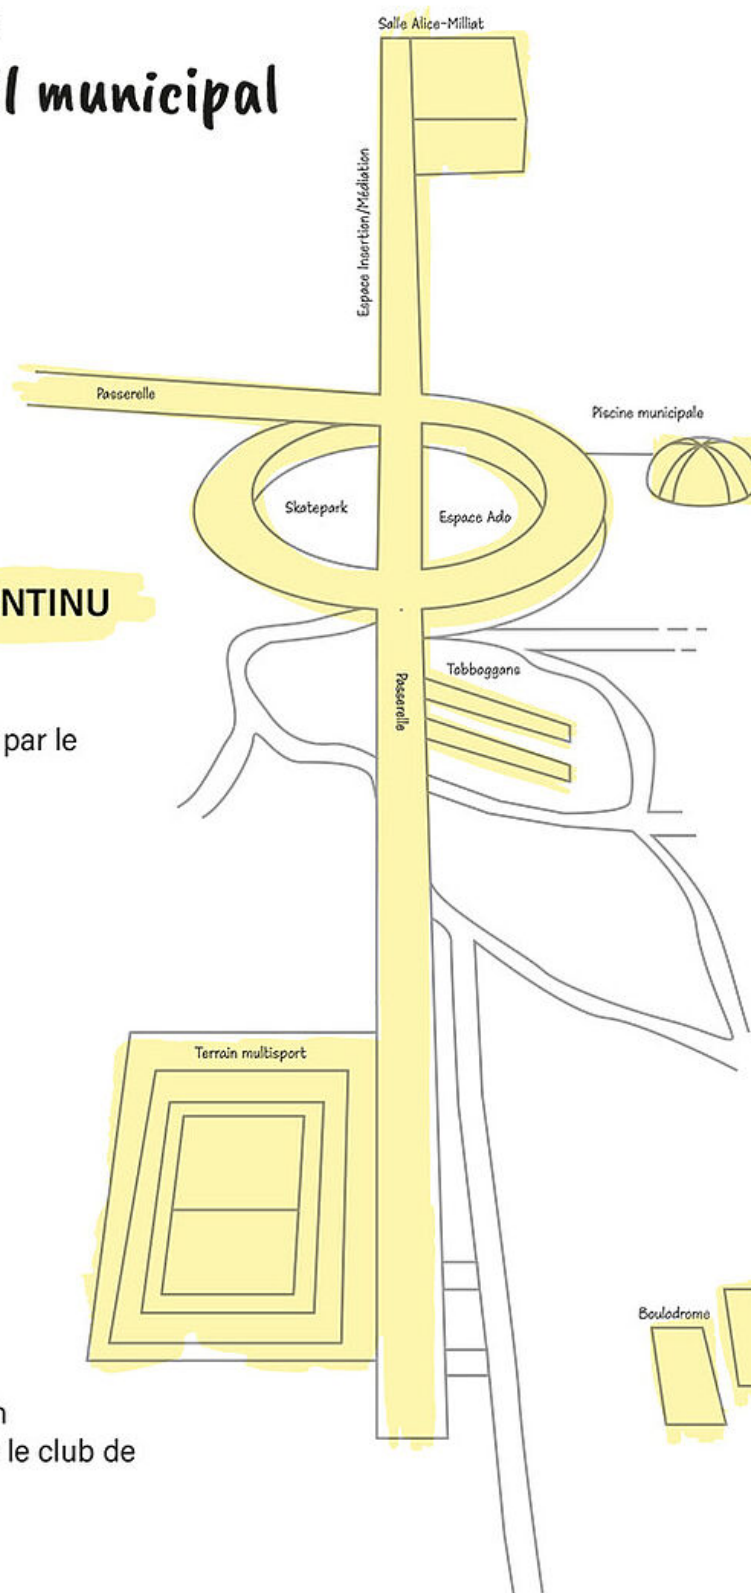 Salle Alice-Milliat
l municipal
Espace Insertion/Médiation
Passerelle
Piscine municipale
Skatepark
Espace Ado
NTINU
Tobboggans
Passerelle
par le
Terrain multisport
Boulodrome
n
le club de